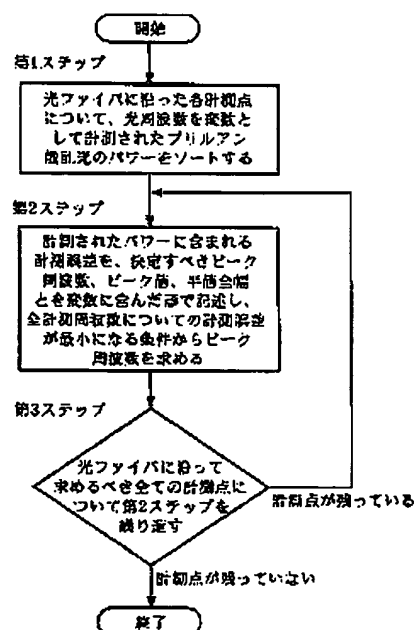 開始
第1ステップ
光ファイバに沿った各計測点
について、光周波数を変数と
して計測されたブリルアン
散乱光のパワーをソートする
第2ステップ
計測されたパワーに含まれる
計測誤差を、決定すべきピーク
周波数、ピーク値、半値全幅
とを変数に含んだ形で記述し、
全計測周波数についての計測誤差
が最小になる条件からピーク
周波数を求める
第3ステップ
光ファイバに沿って
求めるべき全ての計測点に
ついて第2ステップを
繰り返す
計測点が残っている
計測点が残っていない
終了